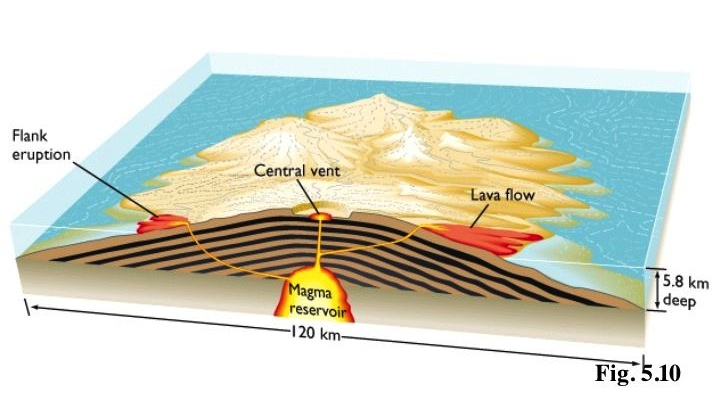 Flank
eruption
Central vent
Lava flow
Magma
reservoir
5.8 km
deep
120 km
Fig. 5.10